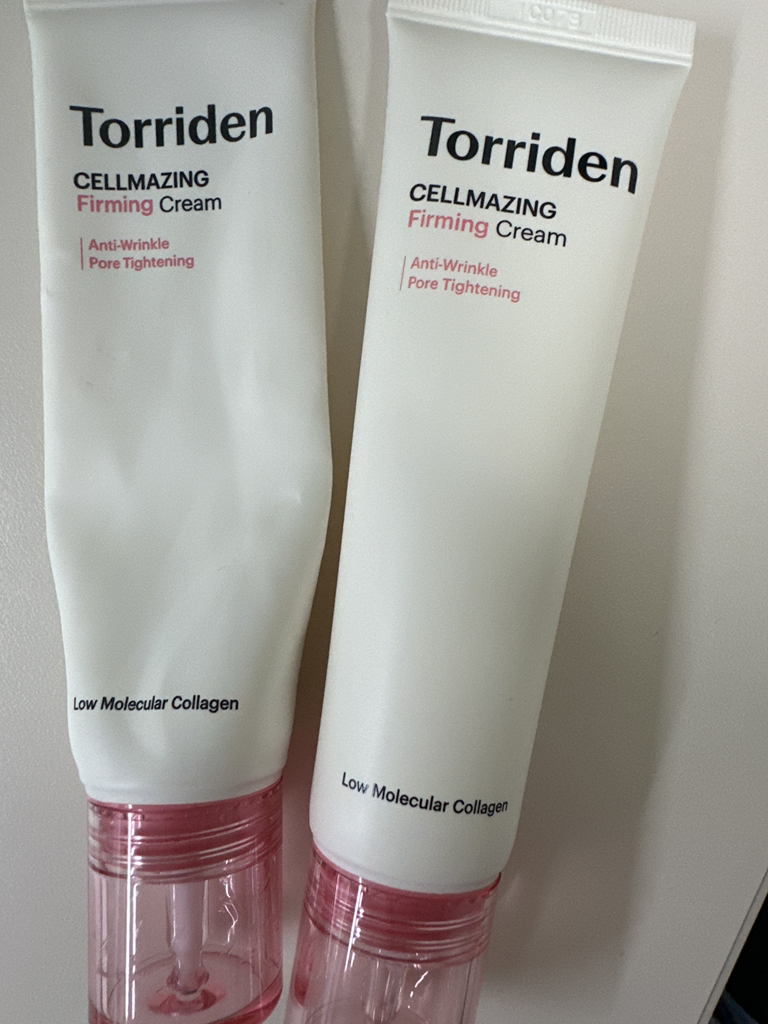 Torriden
CELLMAZING
Firming Cream
Anti-Wrinkle
Pore Tightening
Low Molecular Collagen
Torriden
CELLMAZING
Firming Cream
Anti-Wrinkle
Pore Tightening
Low Molecular Collagen